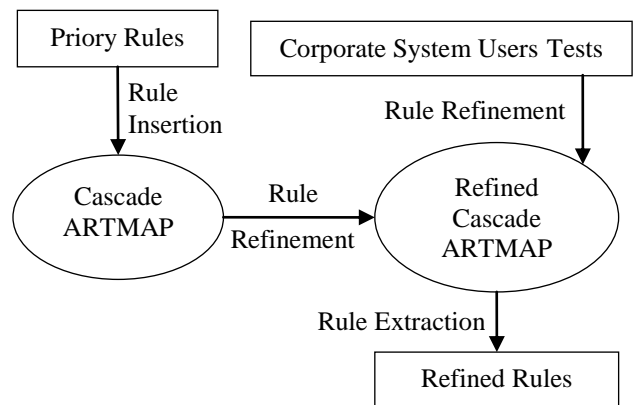 Priory Rules
Corporate System Users Tests
Rule
Insertion
Rule Refinement
Cascade
ARTMAP
Rule
Refinement
Refined
Cascade
ARTMAP
Rule Extraction
Refined Rules